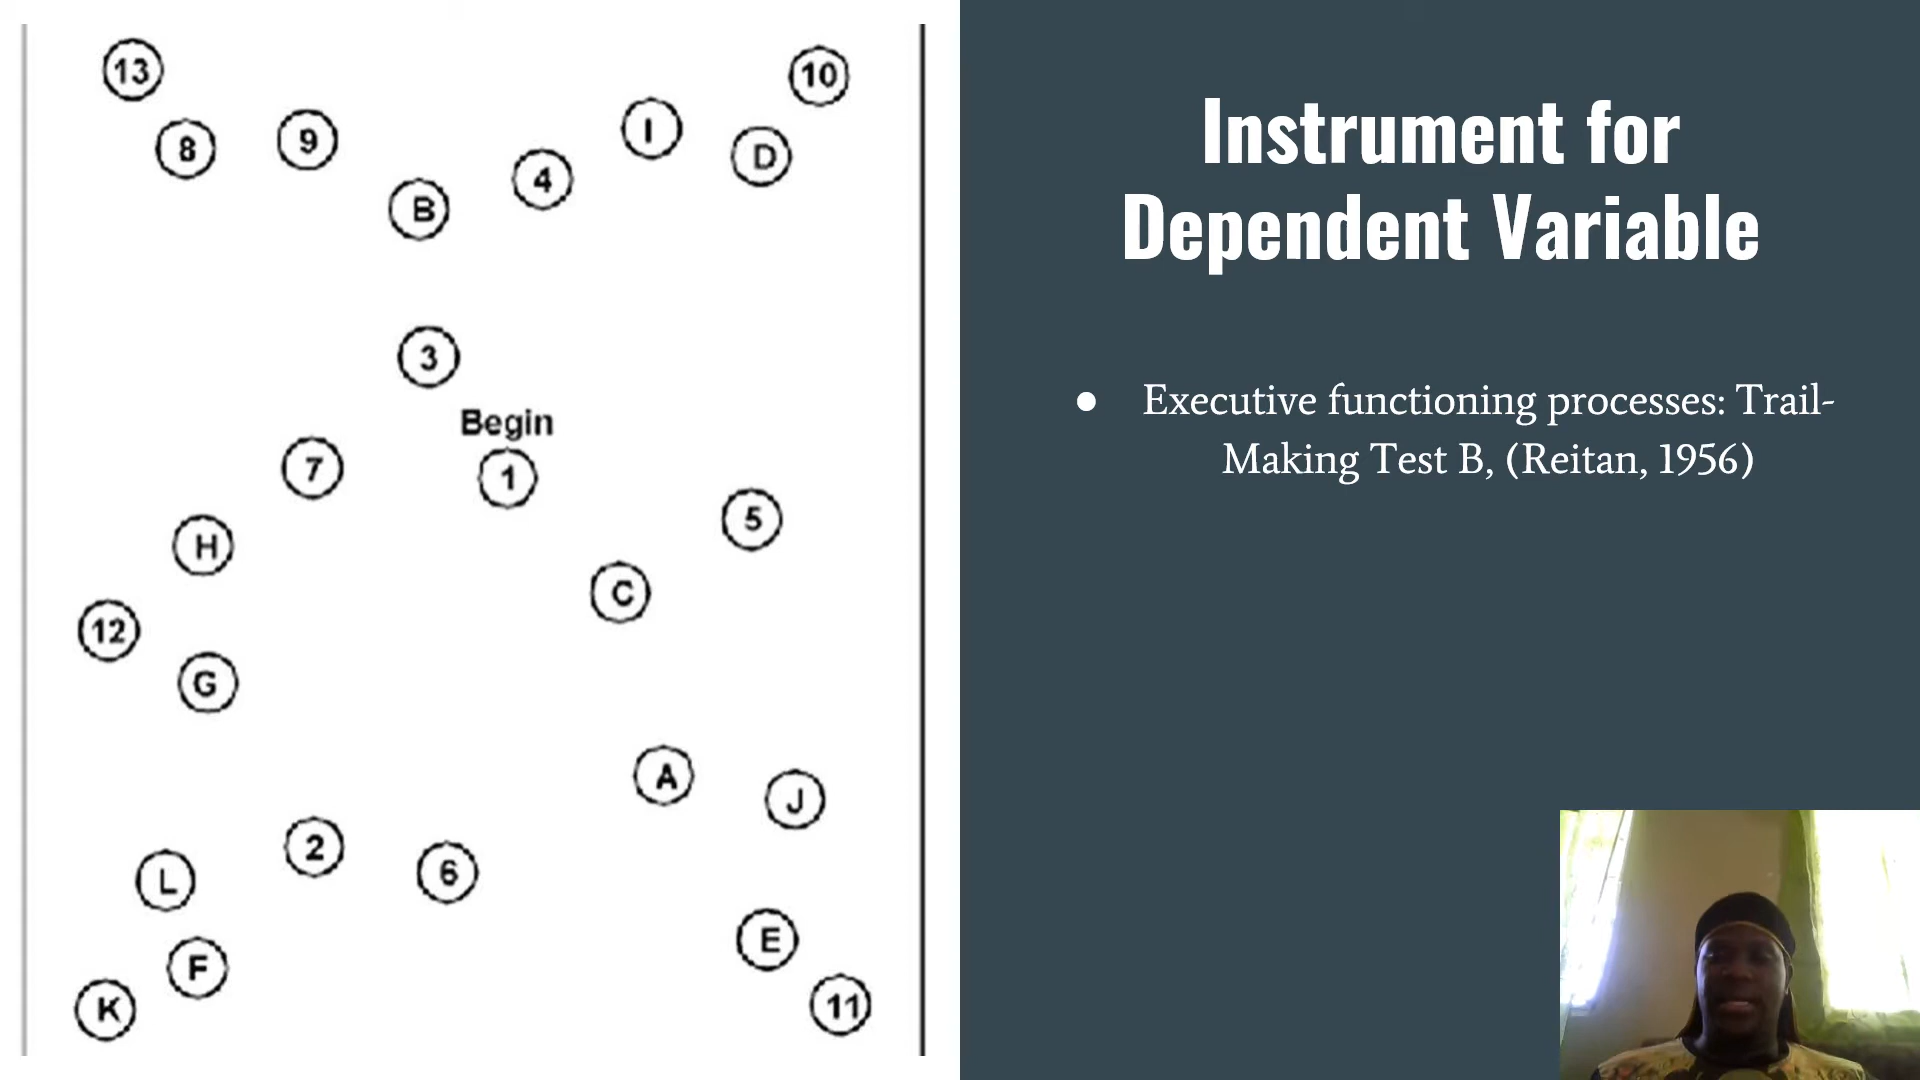 13
10
8
9
I
D
B
4
3
Begin
7
1
5
H
C
12
G
A
J
L
2
6
E
F
K
11
Instrument for
Dependent Variable
● Executive functioning processes: Trail-
Making Test B, (Reitan, 1956)